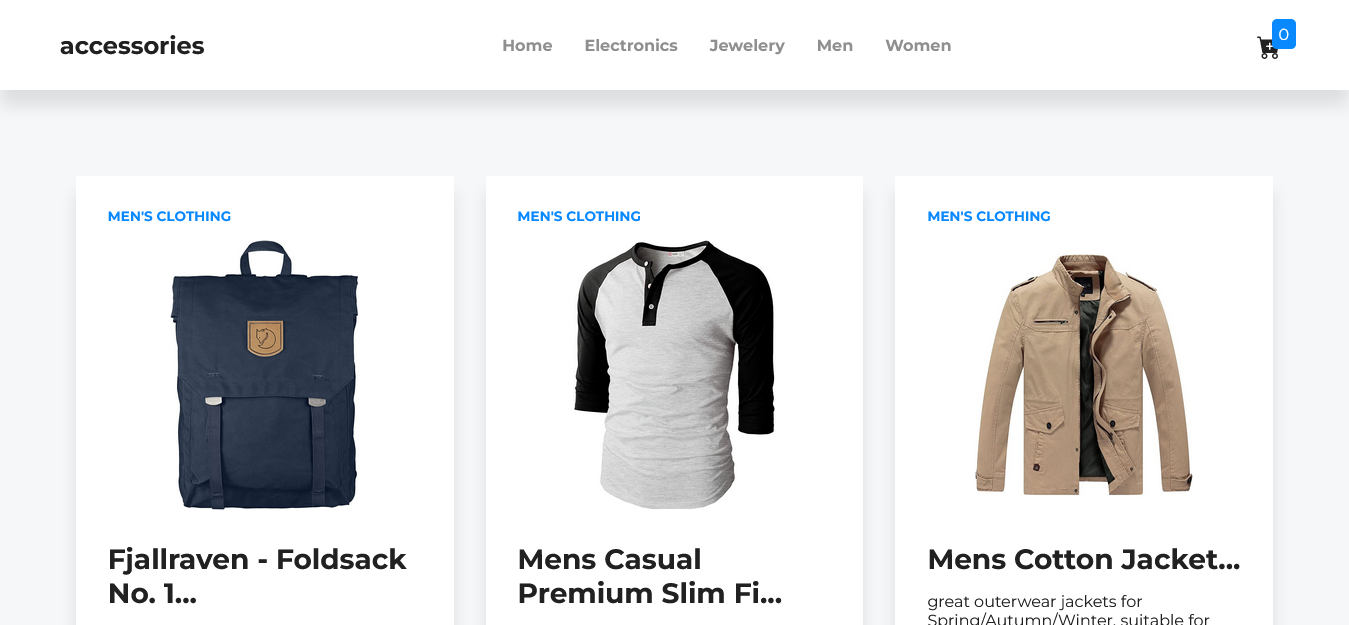 accessories
Home
Electronics
Jewelery
Men
Women
0
MEN'S CLOTHING
Fjallraven - Foldsack
No. 1...
MEN'S CLOTHING
Mens Casual
Premium Slim Fi...
MEN'S CLOTHING
Mens Cotton Jacket...
great outerwear jackets for
Spring/Autumn/Winter, suitable for